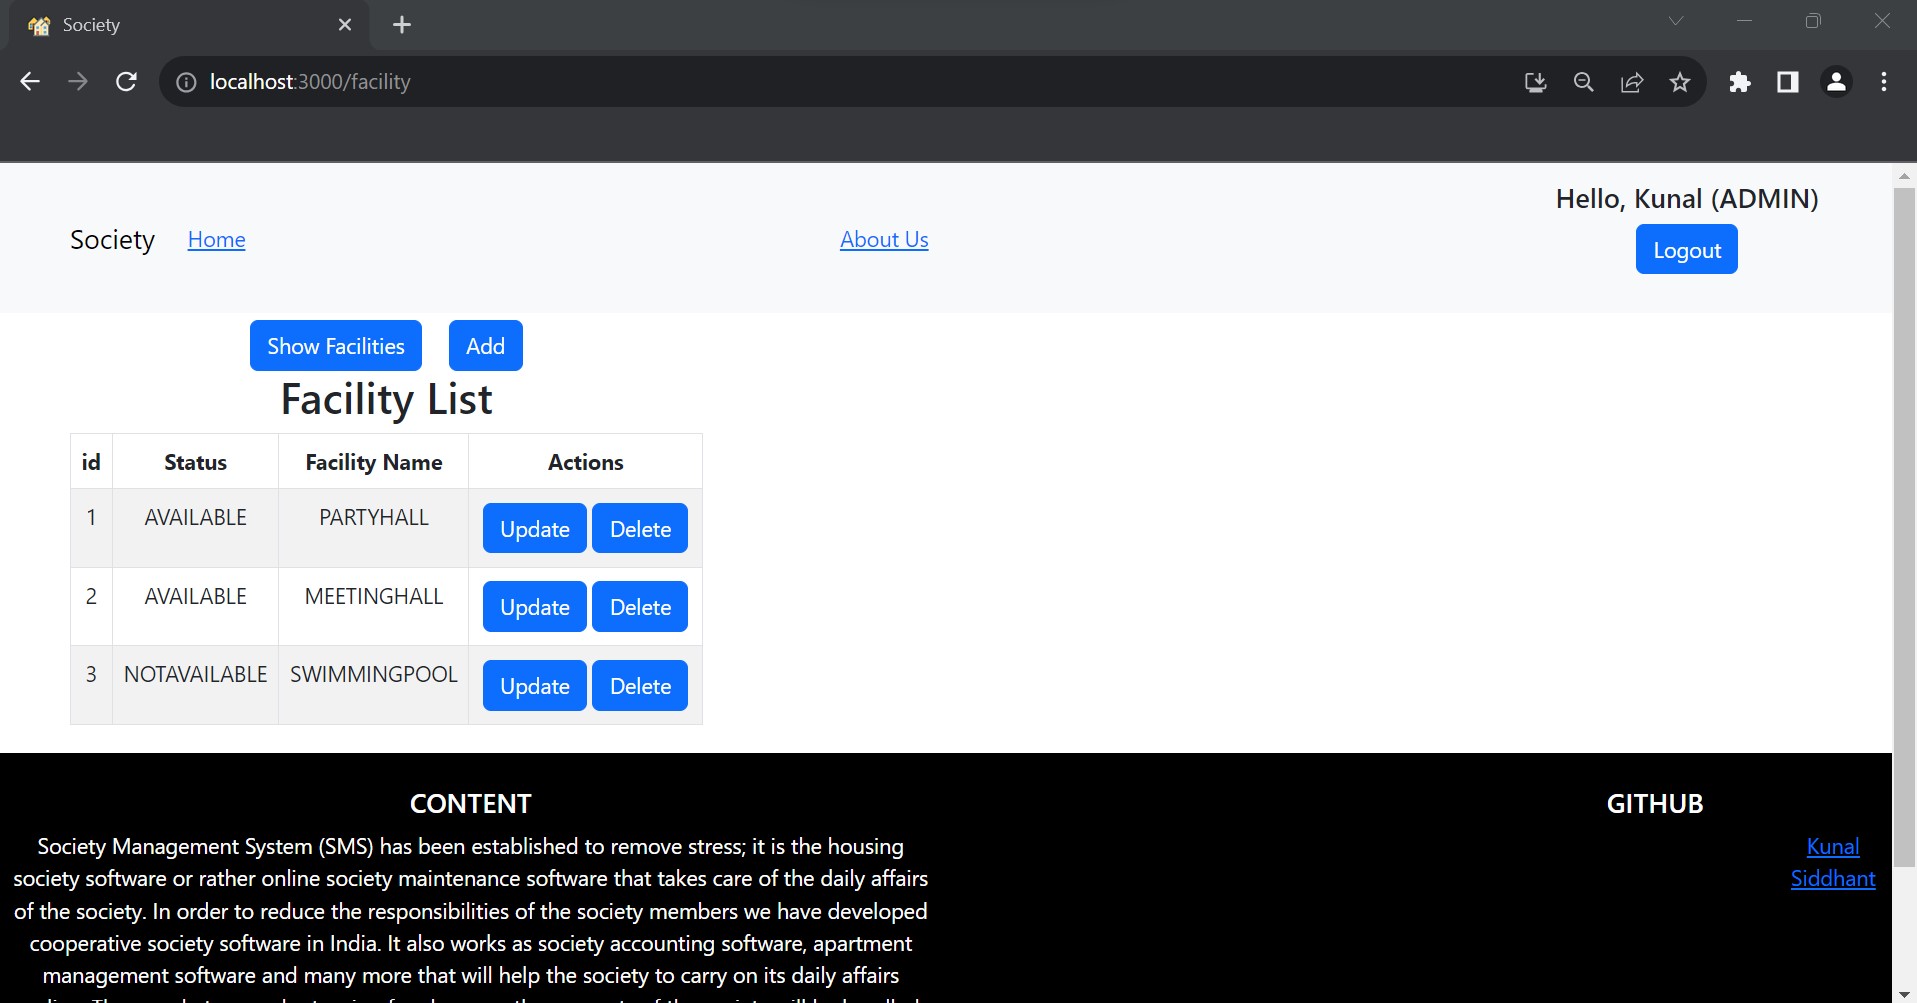 Society
localhost:3000/facility
Hello, Kunal (ADMIN)
Society Home About Us
Logout
Show Facilities Add
Facility List
id Status Facility Name Actions
1 AVAILABLE PARTYHALL Update Delete
2 AVAILABLE MEETINGHALL Update Delete
3 NOTAVAILABLE SWIMMINGPOOL Update Delete
CONTENT
Society Management System (SMS) has been established to remove stress; it is the housing
society software or rather online society maintenance software that takes care of the daily affairs
of the society. In order to reduce the responsibilities of the society members we have developed
cooperative society software in India. It also works as society accounting software, apartment
management software and many more that will help the society to carry on its daily affairs
GITHUB
Kunal
Siddhant